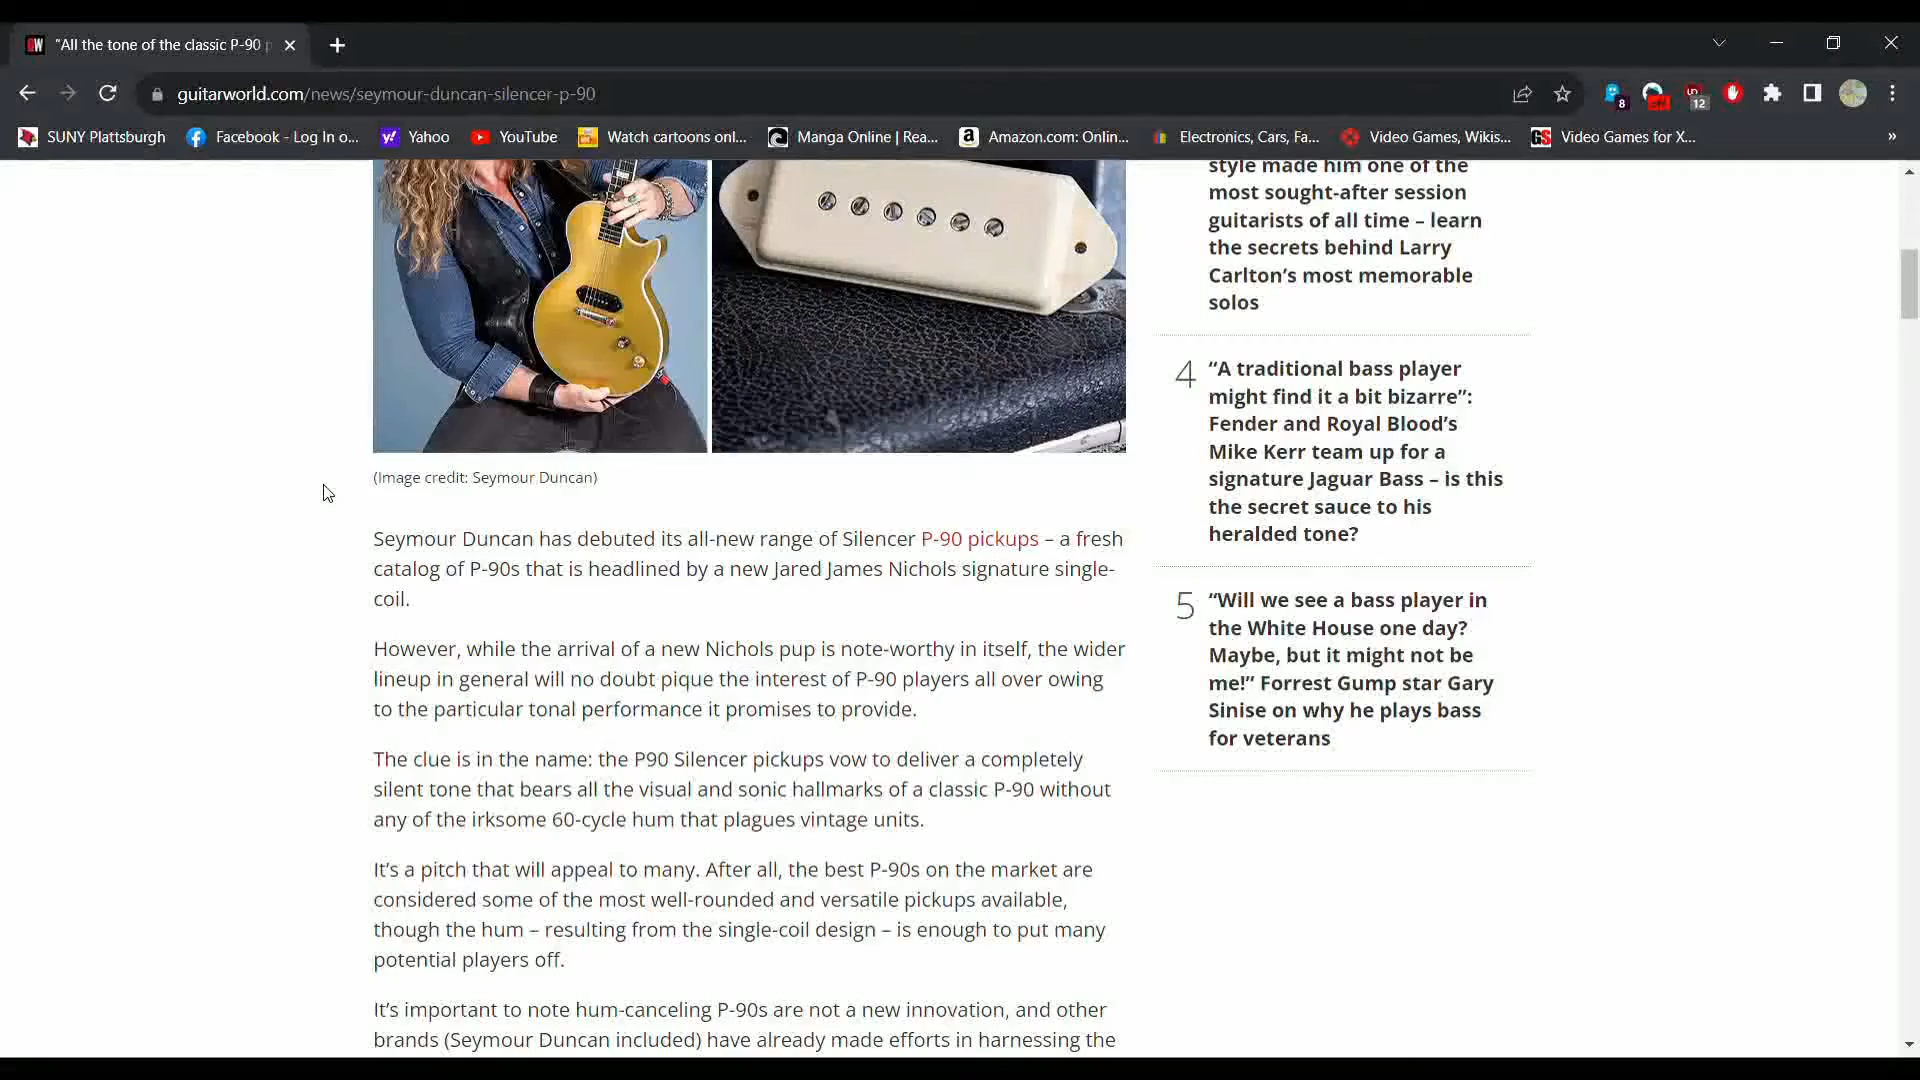 "All the tone of the classic P-90
guitarworld.com/news/seymour-duncan-silencer-p-90
8
12
SUNY Plattsburgh
Facebook - Log In o...
Yahoo
YouTube
Watch cartoons onl...
Manga Online | Rea...
Amazon.com: Onlin...
Electronics, Cars, Fa...
Video Games, Wikis...
Video Games for X...
»
(Image credit: Seymour Duncan)
Seymour Duncan has debuted its all-new range of Silencer P-90 pickups – a fresh
catalog of P-90s that is headlined by a new Jared James Nichols signature single-
coil.
However, while the arrival of a new Nichols pup is note-worthy in itself, the wider
lineup in general will no doubt pique the interest of P-90 players all over owing
to the particular tonal performance it promises to provide.
The clue is in the name: the P90 Silencer pickups vow to deliver a completely
silent tone that bears all the visual and sonic hallmarks of a classic P-90 without
any of the irksome 60-cycle hum that plagues vintage units.
It’s a pitch that will appeal to many. After all, the best P-90s on the market are
considered some of the most well-rounded and versatile pickups available,
though the hum – resulting from the single-coil design – is enough to put many
potential players off.
It’s important to note hum-canceling P-90s are not a new innovation, and other
brands (Seymour Duncan included) have already made efforts in harnessing the
style made him one of the
most sought-after session
guitarists of all time – learn
the secrets behind Larry
Carlton’s most memorable
solos
4
“A traditional bass player
might find it a bit bizarre”:
Fender and Royal Blood’s
Mike Kerr team up for a
signature Jaguar Bass – is this
the secret sauce to his
heralded tone?
5
“Will we see a bass player in
the White House one day?
Maybe, but it might not be
me!” Forrest Gump star Gary
Sinise on why he plays bass
for veterans